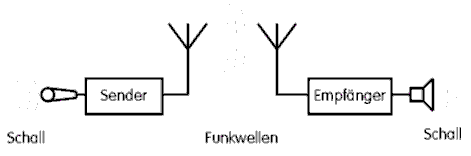 Sender
Empfänger
Schall
Funkwellen
Schall